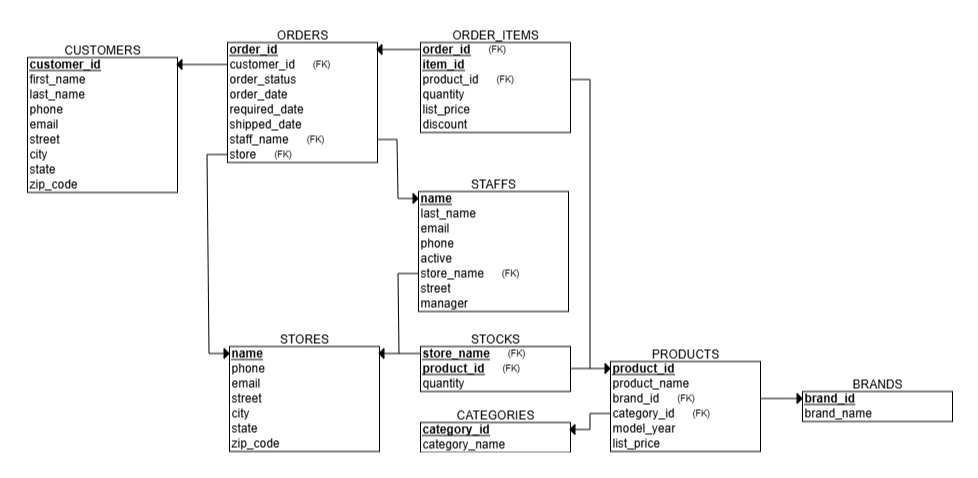 CUSTOMERS
customer_id
first_name
last_name
phone
email
street
city
state
zip_code
ORDERS
order_id
customer_id (FK)
order_status
order_date
required_date
shipped_date
staff_name (FK)
store (FK)
ORDER_ITEMS
order_id (FK)
item_id
product_id (FK)
quantity
list_price
discount
STAFFS
name
last_name
email
phone
active
store_name (FK)
street
manager
STORES
name
phone
email
street
city
state
zip_code
STOCKS
store_name (FK)
product_id (FK)
quantity
CATEGORIES
category_id
category_name
PRODUCTS
product_id
product_name
brand_id (FK)
category_id (FK)
model_year
list_price
BRANDS
brand_id
brand_name